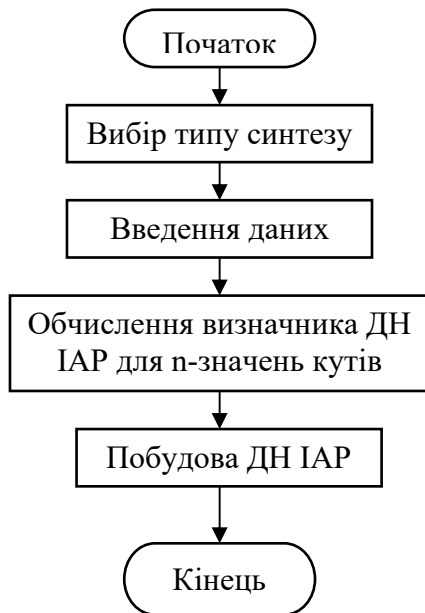 Початок
Вибір типу синтезу
Введення даних
Обчислення визначника ДН
ІАР для n-значень кутів
Побудова ДН ІАР
Кінець